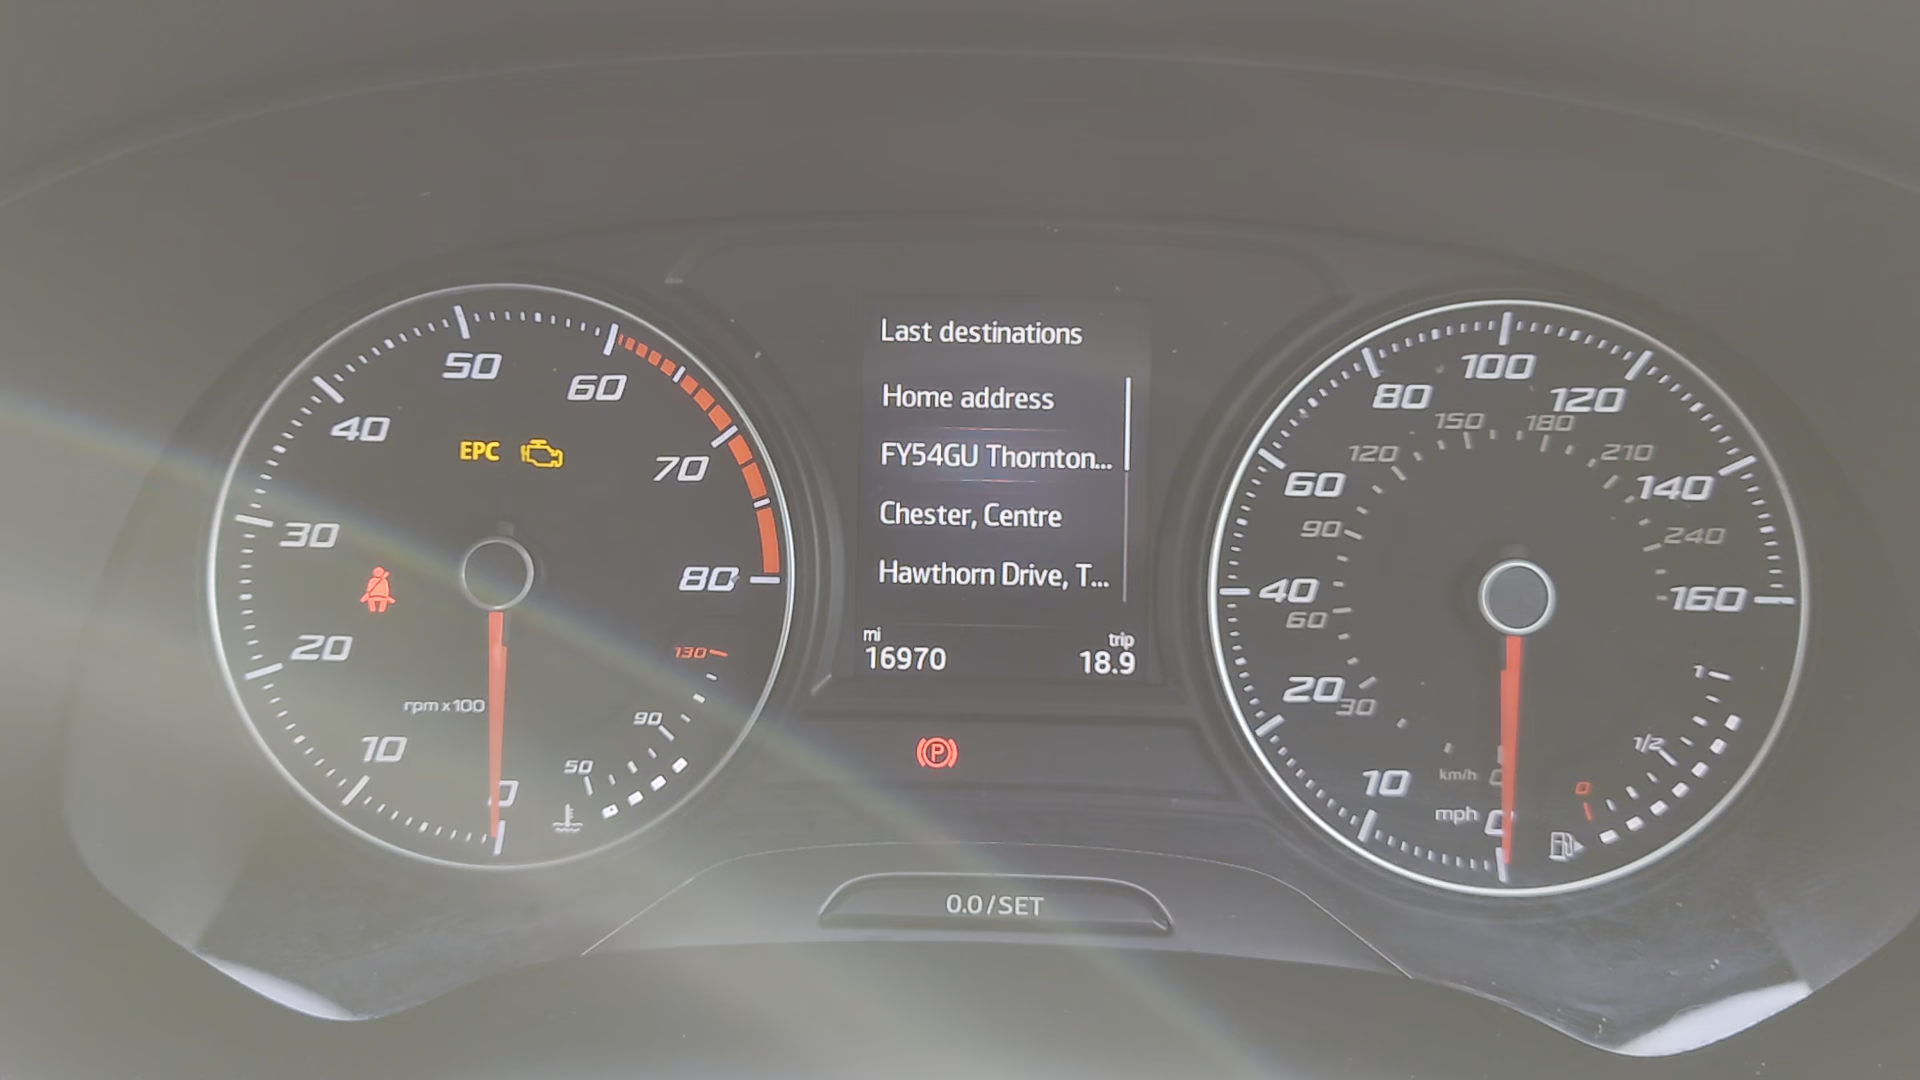 50
60
40
EPC
70
30
80
20
130
rpm x100
90
10
50
0
Last destinations
Home address
FY54GU Thornton...
Chester, Centre
Hawthorn Drive, T...
mi
trip
16970
18.9
P
0.0/SET
100
80
120
150
180
120
210
60
140
90
240
40
160
60
1
20
30
1/2
10
km/h
0
0
mph
0